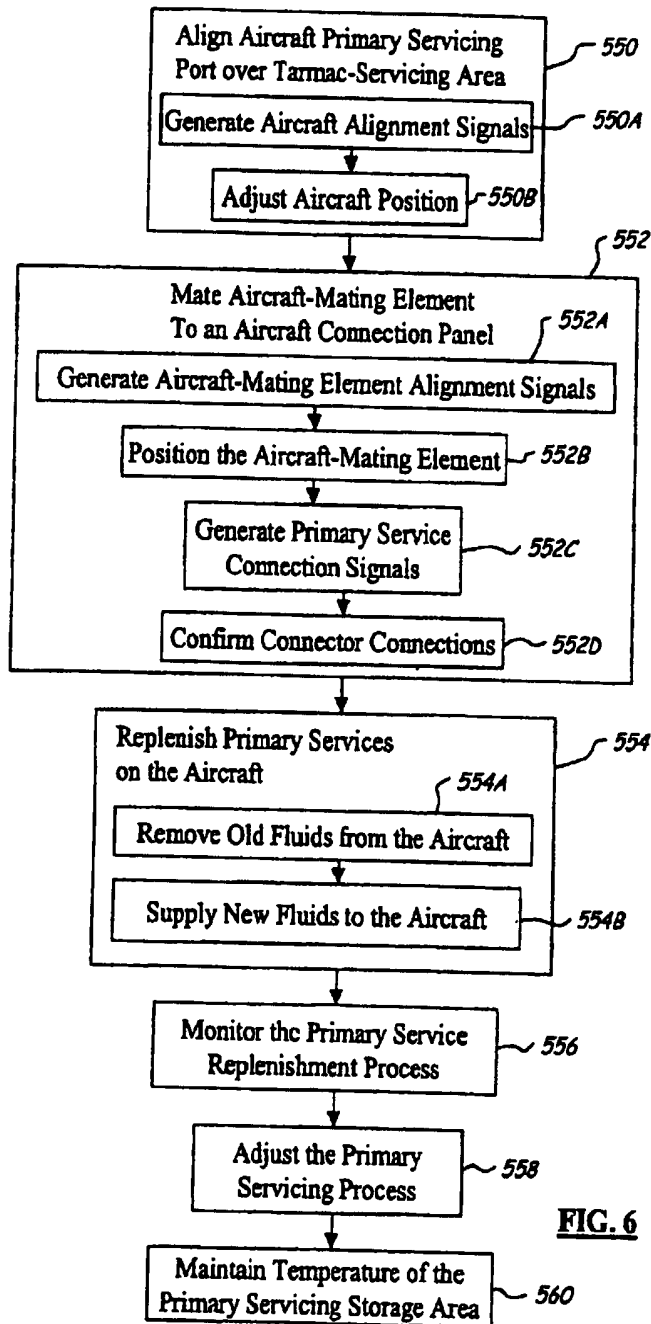 Align Aircraft Primary Servicing
Port over Tarmac-Servicing Area
550
Generate Aircraft Alignment Signals
550A
Adjust Aircraft Position
550B
552
Mate Aircraft-Mating Element
To an Aircraft Connection Panel
552A
Generate Aircraft-Mating Element Alignment Signals
Position the Aircraft-Mating Element
552B
Generate Primary Service
Connection Signals
552C
Confirm Connector Connections
552D
Replenish Primary Services
on the Aircraft
554
554A
Remove Old Fluids from the Aircraft
Supply New Fluids to the Aircraft
554B
Monitor the Primary Service
Replenishment Process
556
Adjust the Primary
Servicing Process
558
FIG. 6
Maintain Temperature of the
Primary Servicing Storage Area
560